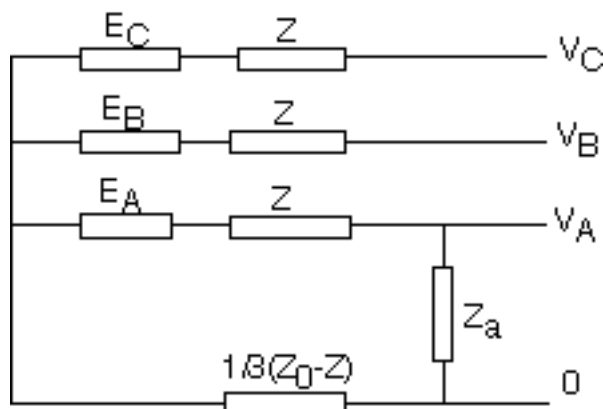 E_C Z V_C
E_B Z V_B
E_A Z V_A
Z_a
1/3(Z_0-Z) 0